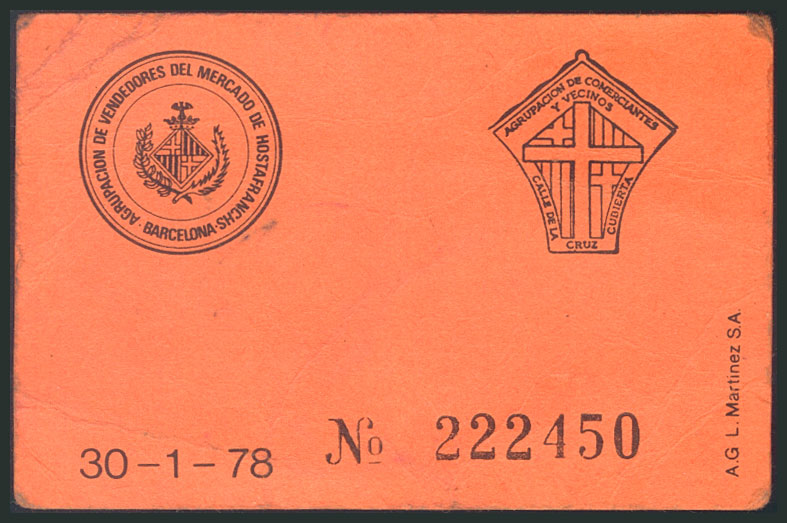 AGRUPACION DE VENDEDORES DEL MERCADO DE HOSTAFRANCHS · BARCELONA ·
AGRUPACION DE COMERCIANTES
Y VECINOS
CALLE DE LA
CRUZ
CUBIERTA
A.G L. Martinez S.A.
30-1-78
Nº 222450